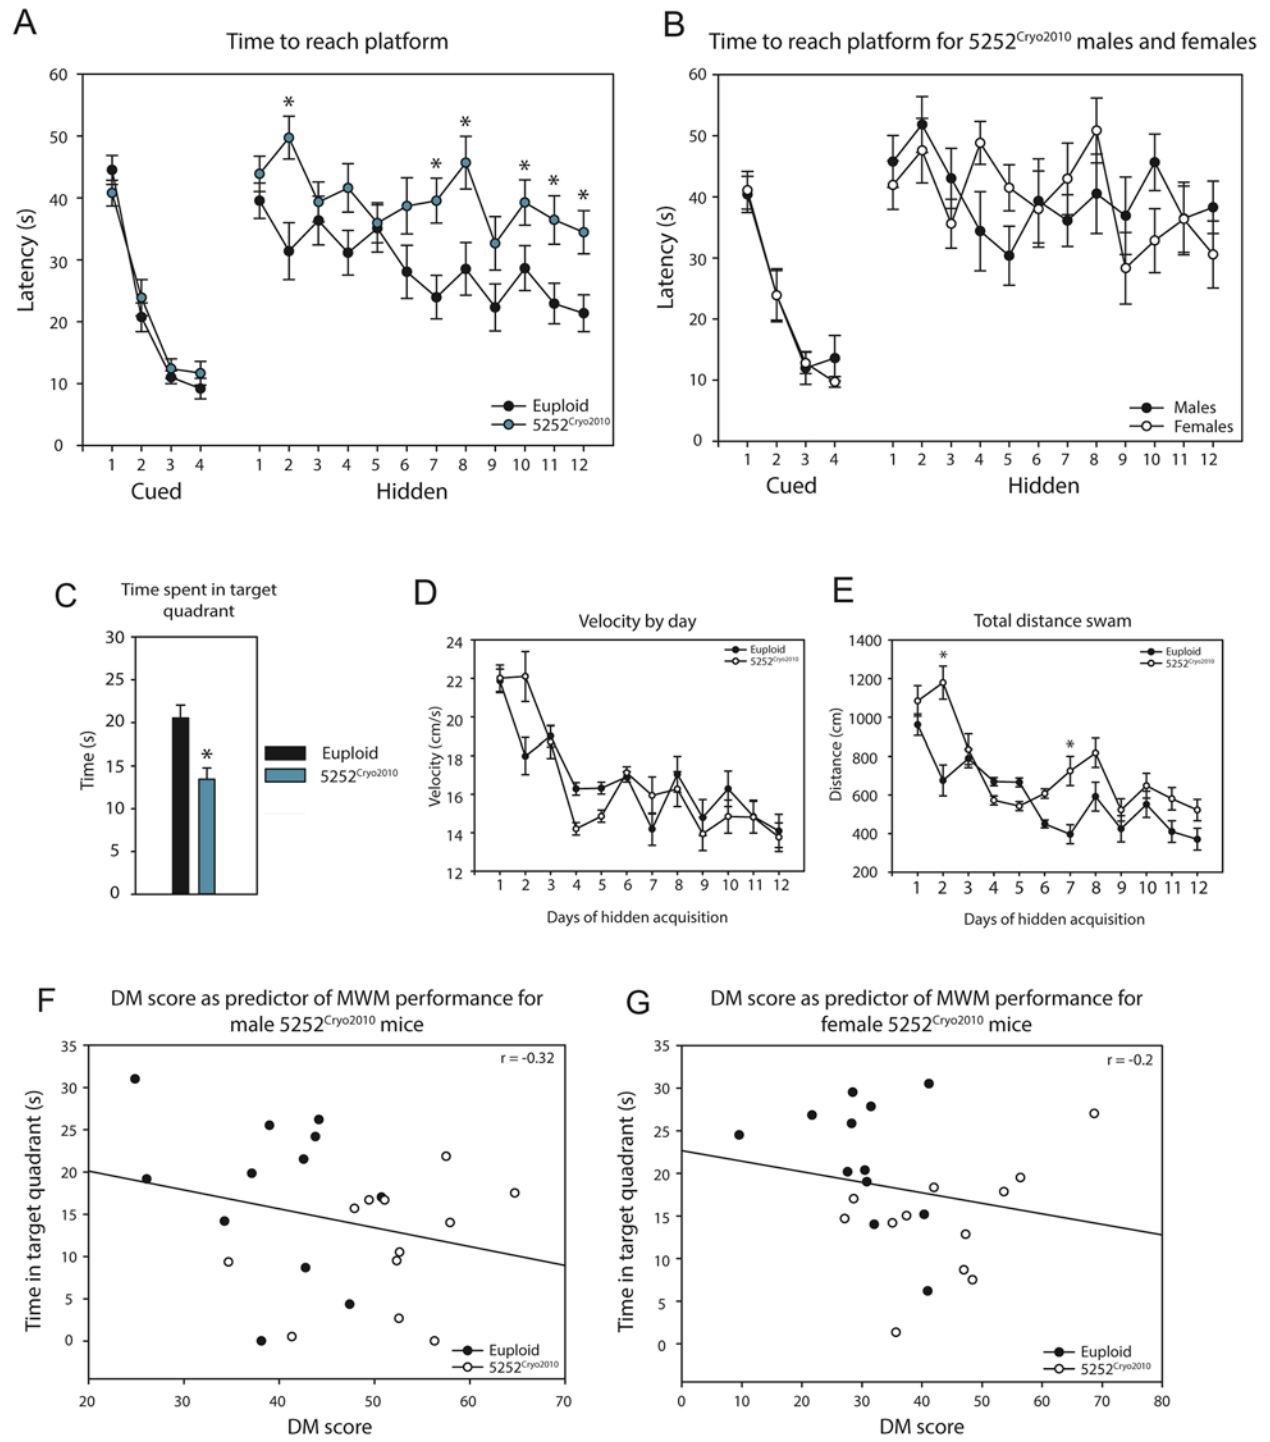 A
Time to reach platform
60
50
40
30
20
10
0
Latency (s)
*
*
*
*
*
*
Euploid
5252Cryo2010
1 2 3 4 1 2 3 4 5 6 7 8 9 10 11 12
Cued Hidden
B
Time to reach platform for 5252Cryo2010 males and females
60
50
40
30
20
10
0
Latency (s)
Males
Females
1 2 3 4 1 2 3 4 5 6 7 8 9 10 11 12
Cued Hidden
C
Time spent in target
quadrant
30
25
20
15
10
5
0
Time (s)
*
Euploid
5252Cryo2010
D
Velocity by day
24
22
20
18
16
14
12
Velocity (cm/s)
Euploid
5252Cryo2010
1 2 3 4 5 6 7 8 9 10 11 12
Days of hidden acquisition
E
Total distance swam
1400
1200
1000
800
600
400
200
Distance (cm)
*
*
Euploid
5252Cryo2010
1 2 3 4 5 6 7 8 9 10 11 12
Days of hidden acquisition
F
DM score as predictor of MWM performance for
male 5252Cryo2010 mice
35
30
25
20
15
10
5
0
Time in target quadrant (s)
r = -0.32
Euploid
5252Cryo2010
20 30 40 50 60 70
DM score
G
DM score as predictor of MWM performance for
female 5252Cryo2010 mice
35
30
25
20
15
10
5
0
Time in target quadrant (s)
r = -0.2
Euploid
5252Cryo2010
0 10 20 30 40 50 60 70 80
DM score